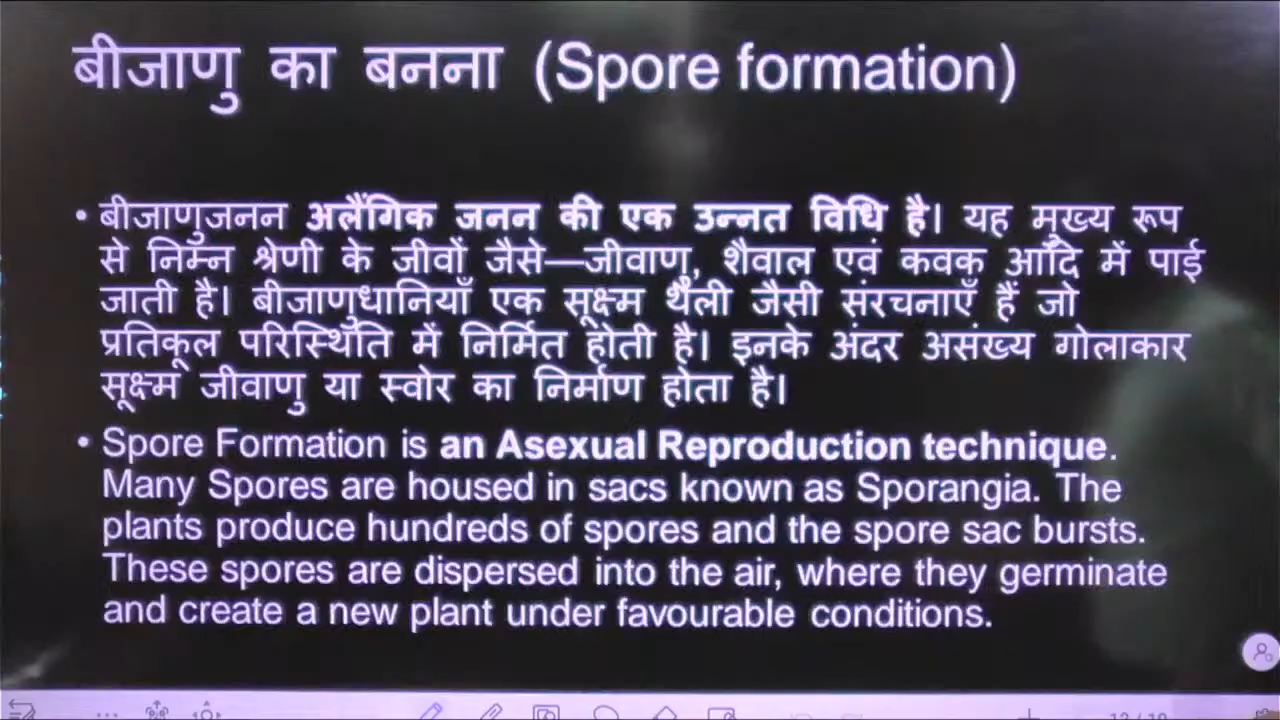 बीजाणु का बनना (Spore formation)
• बीजाणुजनन अलैंगिक जनन की एक उन्नत विधि है। यह मुख्य रूप
से निम्न श्रेणी के जीवों जैसे—जीवाणु, शैवाल एवं कवक आदि में पाई
जाती है। बीजाणुधानियाँ एक सूक्ष्म थैली जैसी संरचनाएँ हैं जो
प्रतिकूल परिस्थिति में निर्मित होती है। इनके अंदर असंख्य गोलाकार
सूक्ष्म जीवाणु या स्वोर का निर्माण होता है।
• Spore Formation is an Asexual Reproduction technique.
Many Spores are housed in sacs known as Sporangia. The
plants produce hundreds of spores and the spore sac bursts.
These spores are dispersed into the air, where they germinate
and create a new plant under favourable conditions.